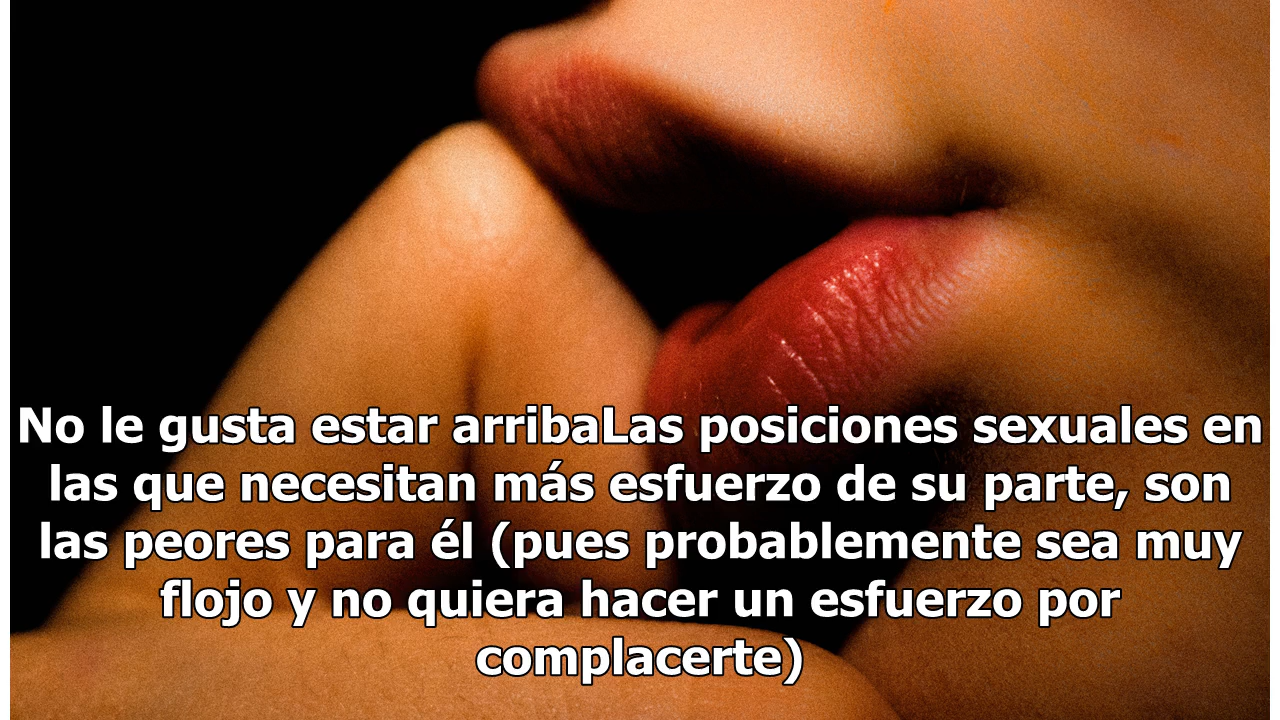 No le gusta estar arribaLas posiciones sexuales en
las que necesitan más esfuerzo de su parte, son
las peores para él (pues probablemente sea muy
flojo y no quiera hacer un esfuerzo por
complacerte)